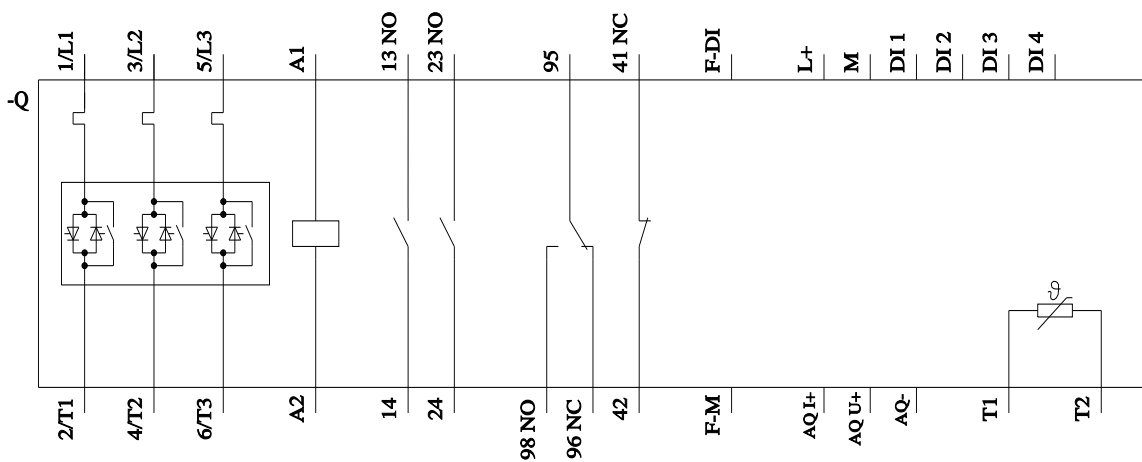 1/L1
3/L2
5/L3
A1
13 NO
23 NO
95
41 NC
F-DI
L+
M
DI 1
DI 2
DI 3
DI 4
-Q
ϑ
2/T1
4/T2
6/T3
A2
14
24
98 NO
96 NC
42
F-M
AQ I+
AQ U+
AQ-
T1
T2